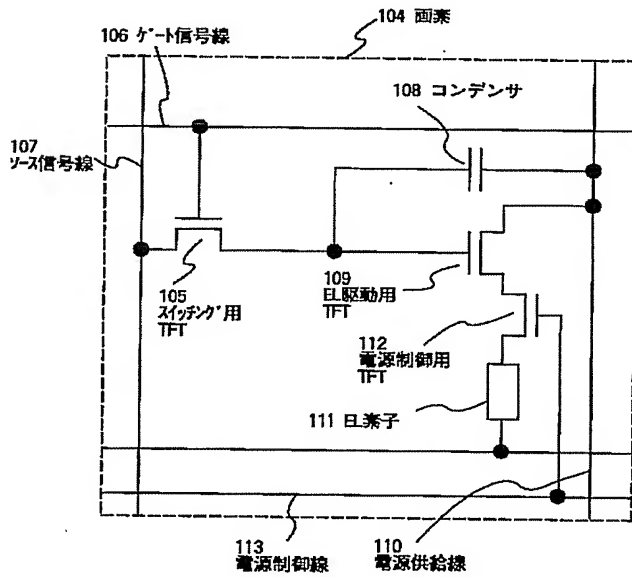 104 画素
106 ゲート信号線
108 コンデンサ
107
ソース信号線
105
スイッチング用
TFT
109
EL駆動用
TFT
112
電源制御用
TFT
111 EL素子
113
電源制御線
110
電源供給線